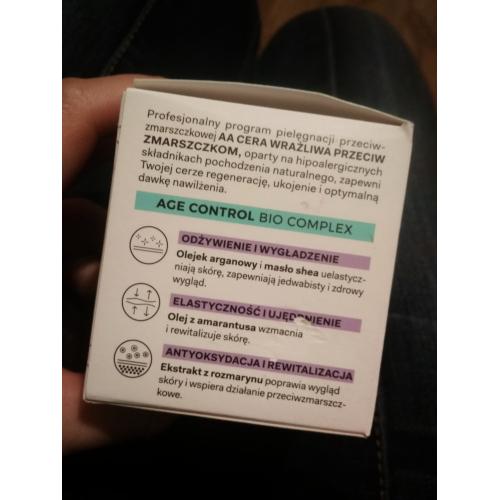 Profesjonalny program pielęgnacji przeciw-
zmarszczkowej AA CERA WRAŻLIWA PRZECIW
ZMARSZCZKOM, oparty na hipoalergicznych
składnikach pochodzenia naturalnego, zapewni
Twojej cerze regenerację, ukojenie i optymalną
dawkę nawilżenia.
AGE CONTROL BIO COMPLEX
ODŻYWIENIE I WYGŁADZENIE
Olejek arganowy i masło shea uelastycz-
niają skórę, zapewniają jedwabisty i zdrowy
wygląd.
ELASTYCZNOŚĆ I UJĘDRNIENIE
Olej z amarantusa wzmacnia
i rewitalizuje skórę.
ANTYOKSYDACJA I REWITALIZACJA
Ekstrakt z rozmarynu poprawia wygląd
skóry i wspiera działanie przeciwzmarszcz-
kowe.